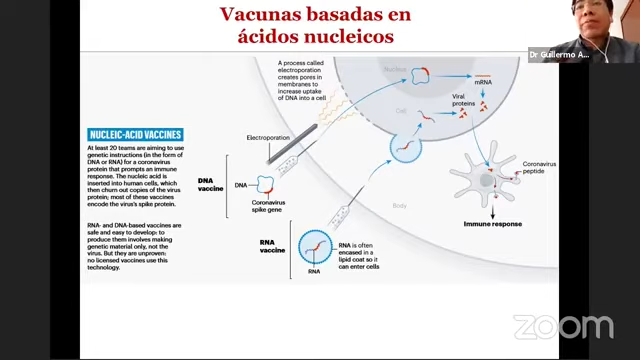 Vacunas basadas en
ácidos nucleicos
Dr Guillermo A...
A process called
electroporation
creates pores in
membranes to
increase uptake
of DNA into a cell
Nucleus
mRNA
Viral
proteins
Cell
Electroporation
Coronavirus
peptide
Immune response
NUCLEIC-ACID VACCINES
At least 20 teams are aiming to use
genetic instructions (in the form of
DNA or RNA) for a coronavirus
protein that prompts an immune
response. The nucleic acid is
inserted into human cells, which
then churn out copies of the virus
protein; most of these vaccines
encode the virus's spike protein.
RNA- and DNA-based vaccines are
safe and easy to develop: to
produce them involves making
genetic material only, not the
virus. But they are unproven:
no licensed vaccines use this
technology.
DNA
vaccine
DNA
Coronavirus
spike gene
Body
RNA
vaccine
RNA is often
encased in a
lipid coat so it
can enter cells
RNA
zoom